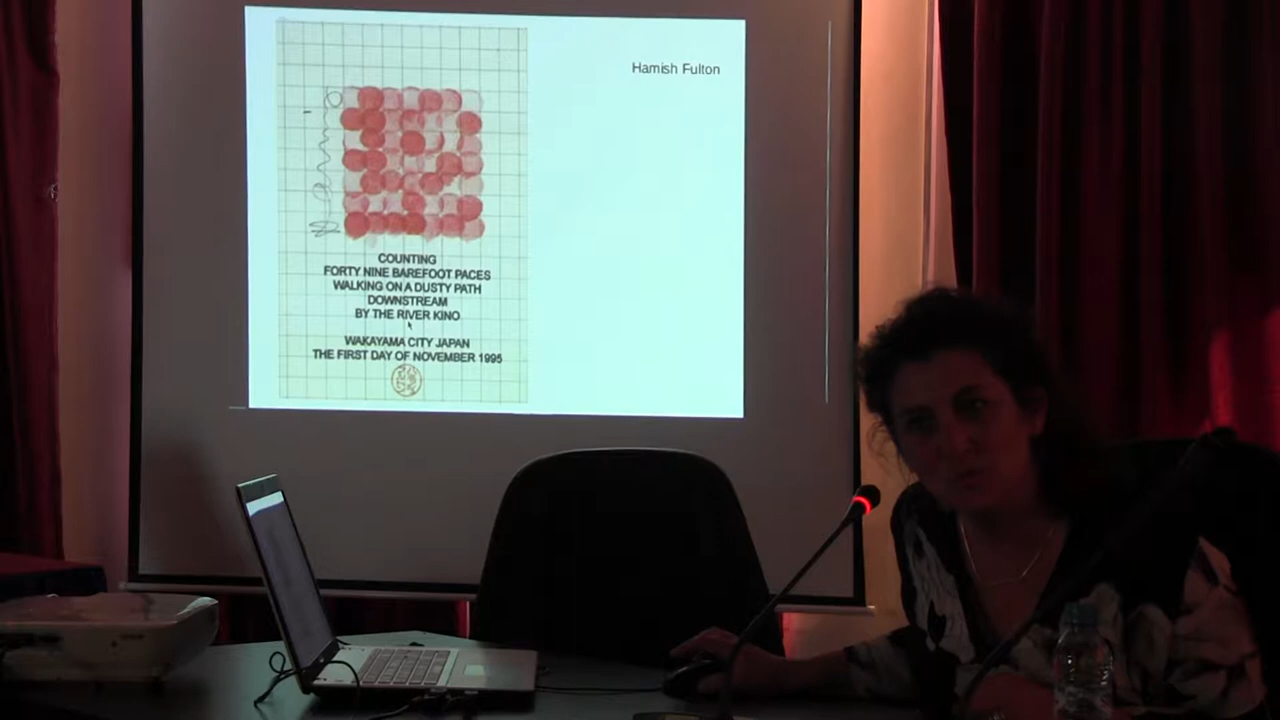 Hamish Fulton
COUNTING
FORTY NINE BAREFOOT PACES
WALKING ON A DUSTY PATH
DOWNSTREAM
BY THE RIVER KINO
WAKAYAMA CITY JAPAN
THE FIRST DAY OF NOVEMBER 1995